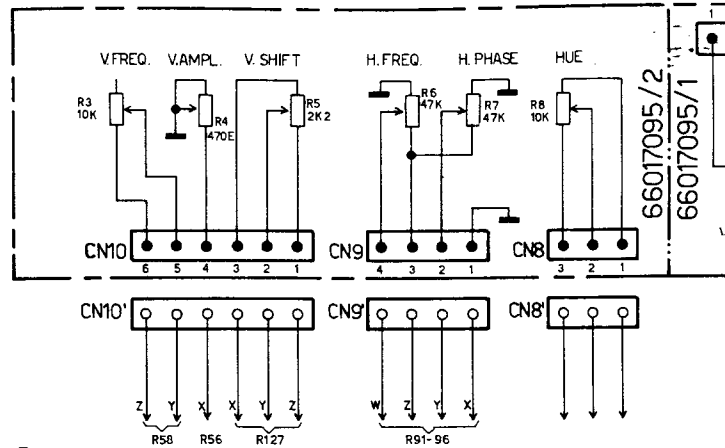 V.FREQ. V.AMPL. V. SHIFT H.FREQ. H.PHASE HUE
1
R3
10K
R4
470E
R5
2K2
R6
47K
R7
47K
R8
10K
66017095/2
66017095/1
CN10
6 5 4 3 2 1
CN9
4 3 2 1
CN8
3 2 1
CN10'
CN9'
CN8'
Z Y X X Y Z
W Z Y X
R58 R56 R127 R91-96